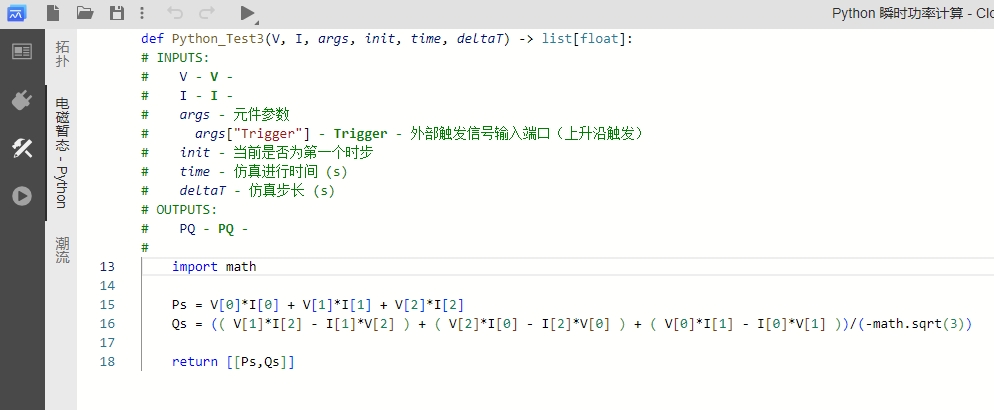 Python 瞬时功率计算 - Clo
拓扑
电磁暂态 - Python
潮流
def Python_Test3(V, I, args, init, time, deltaT) -> list[float]:
# INPUTS:
#    V - V -
#    I - I -
#    args - 元件参数
#      args["Trigger"] - Trigger - 外部触发信号输入端口（上升沿触发）
#    init - 当前是否为第一个时步
#    time - 仿真进行时间 (s)
#    deltaT - 仿真步长 (s)
# OUTPUTS:
#    PQ - PQ -
#
13    import math
14
15    Ps = V[0]*I[0] + V[1]*I[1] + V[2]*I[2]
16    Qs = (( V[1]*I[2] - I[1]*V[2] ) + ( V[2]*I[0] - I[2]*V[0] ) + ( V[0]*I[1] - I[0]*V[1] ))/(-math.sqrt(3))
17
18    return [[Ps,Qs]]